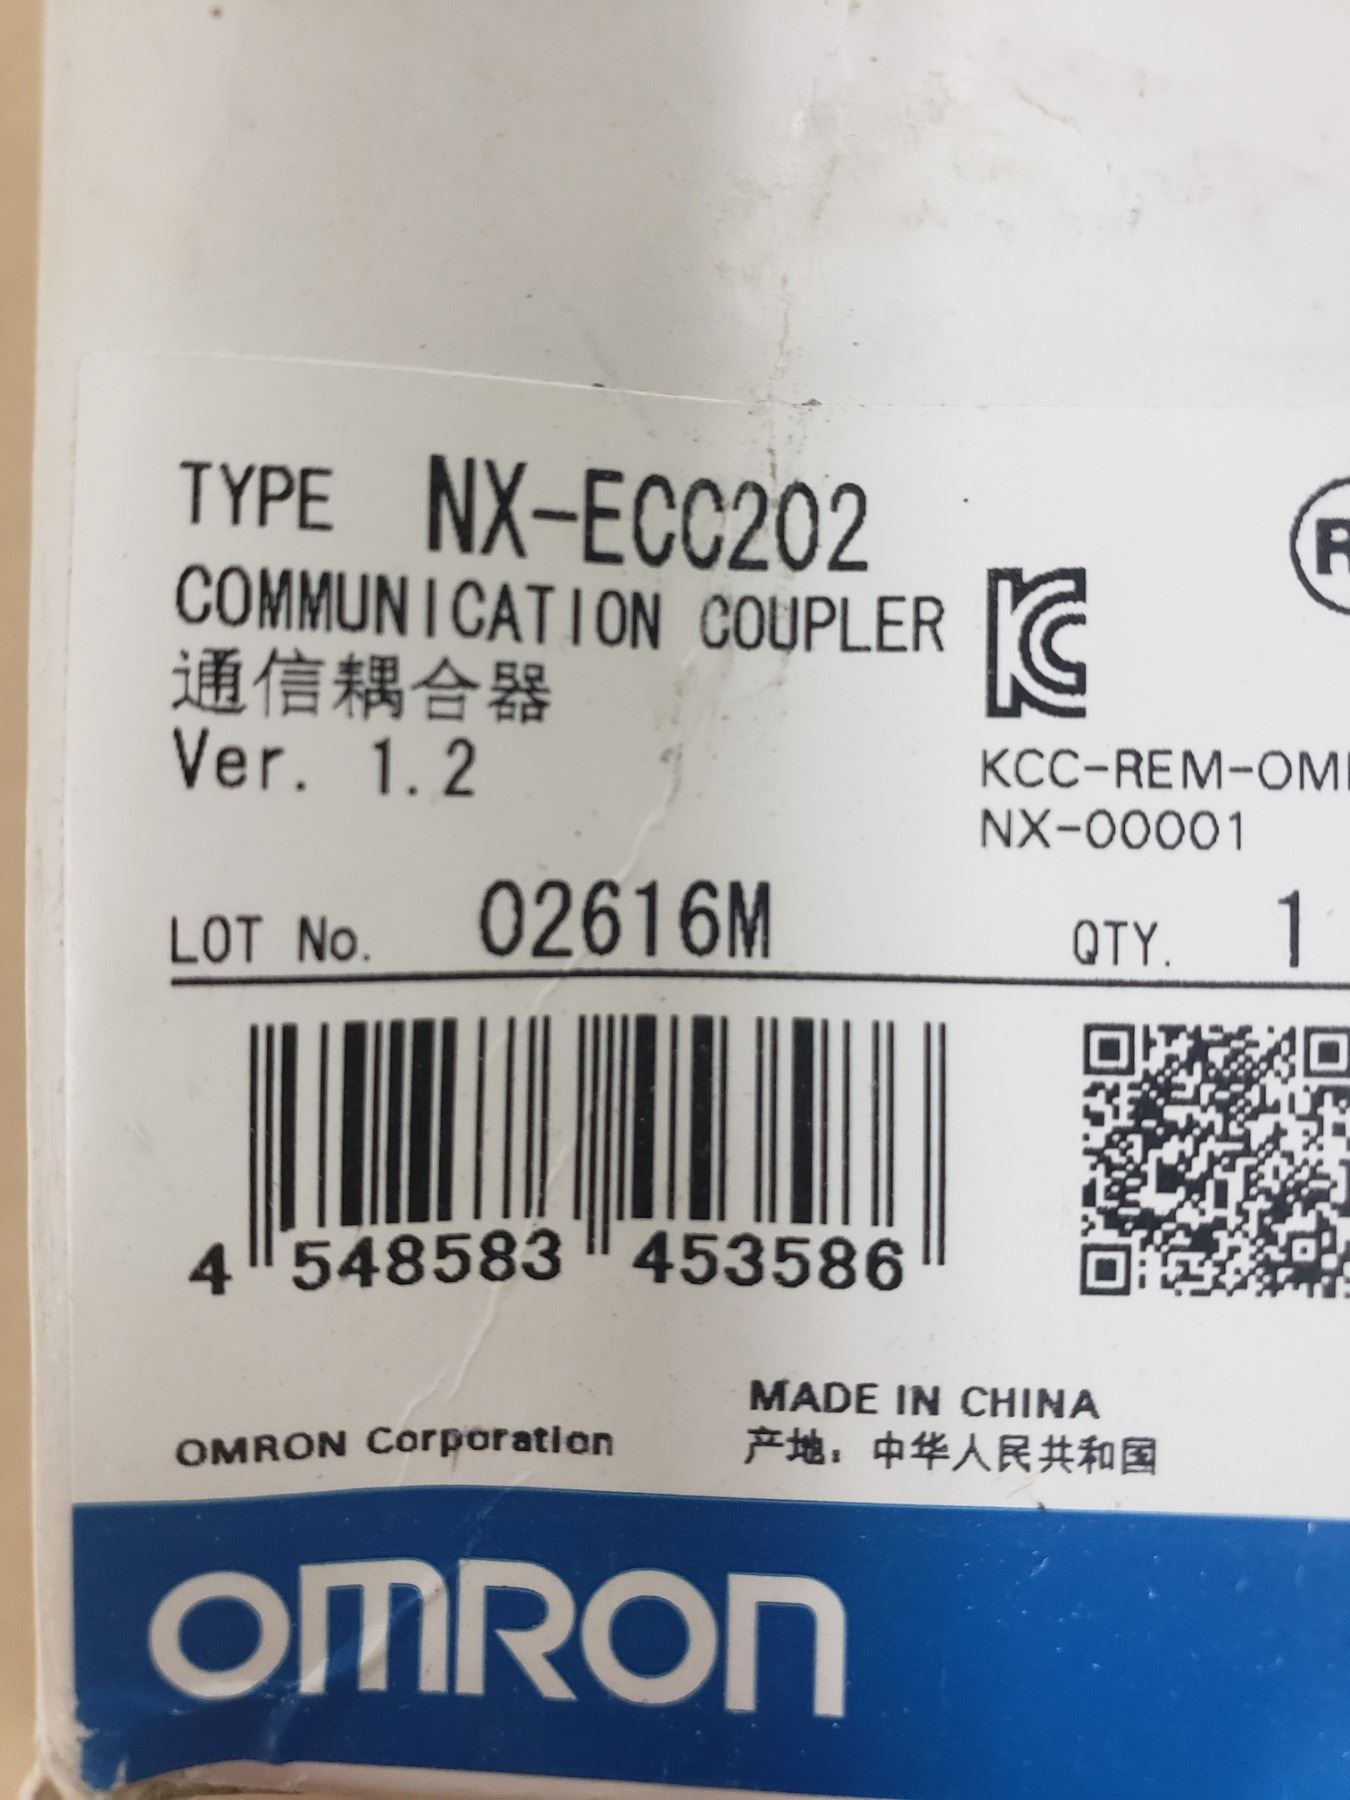 TYPE NX-ECC202
COMMUNICATION COUPLER
通信耦合器
Ver. 1.2
KCC-REM-OM
NX-00001
LOT No. 02616M QTY. 1
4 548583 453586
MADE IN CHINA
OMRON Corporation
产地：中华人民共和国
OMRON